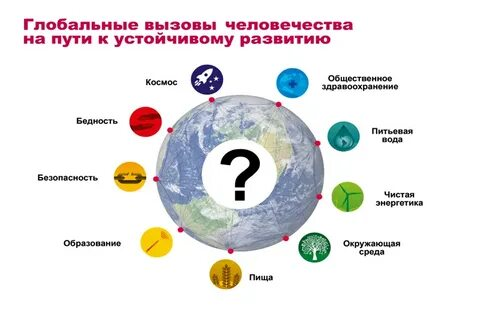 Глобальные вызовы человечества
на пути к устойчивому развитию
Космос
Общественное
здравоохранение
Бедность
Питьевая
вода
?
Безопасность
Чистая
энергетика
Образование
Окружающая
среда
Пища